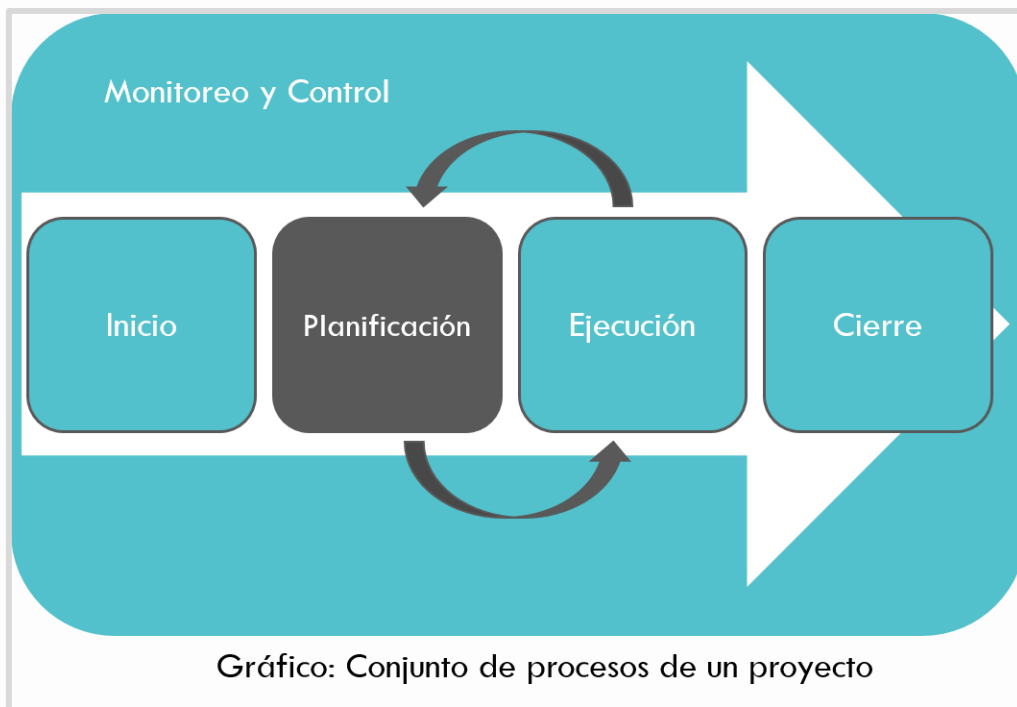 Monitoreo y Control
Inicio
Planificación
Ejecución
Cierre
Gráfico: Conjunto de procesos de un proyecto